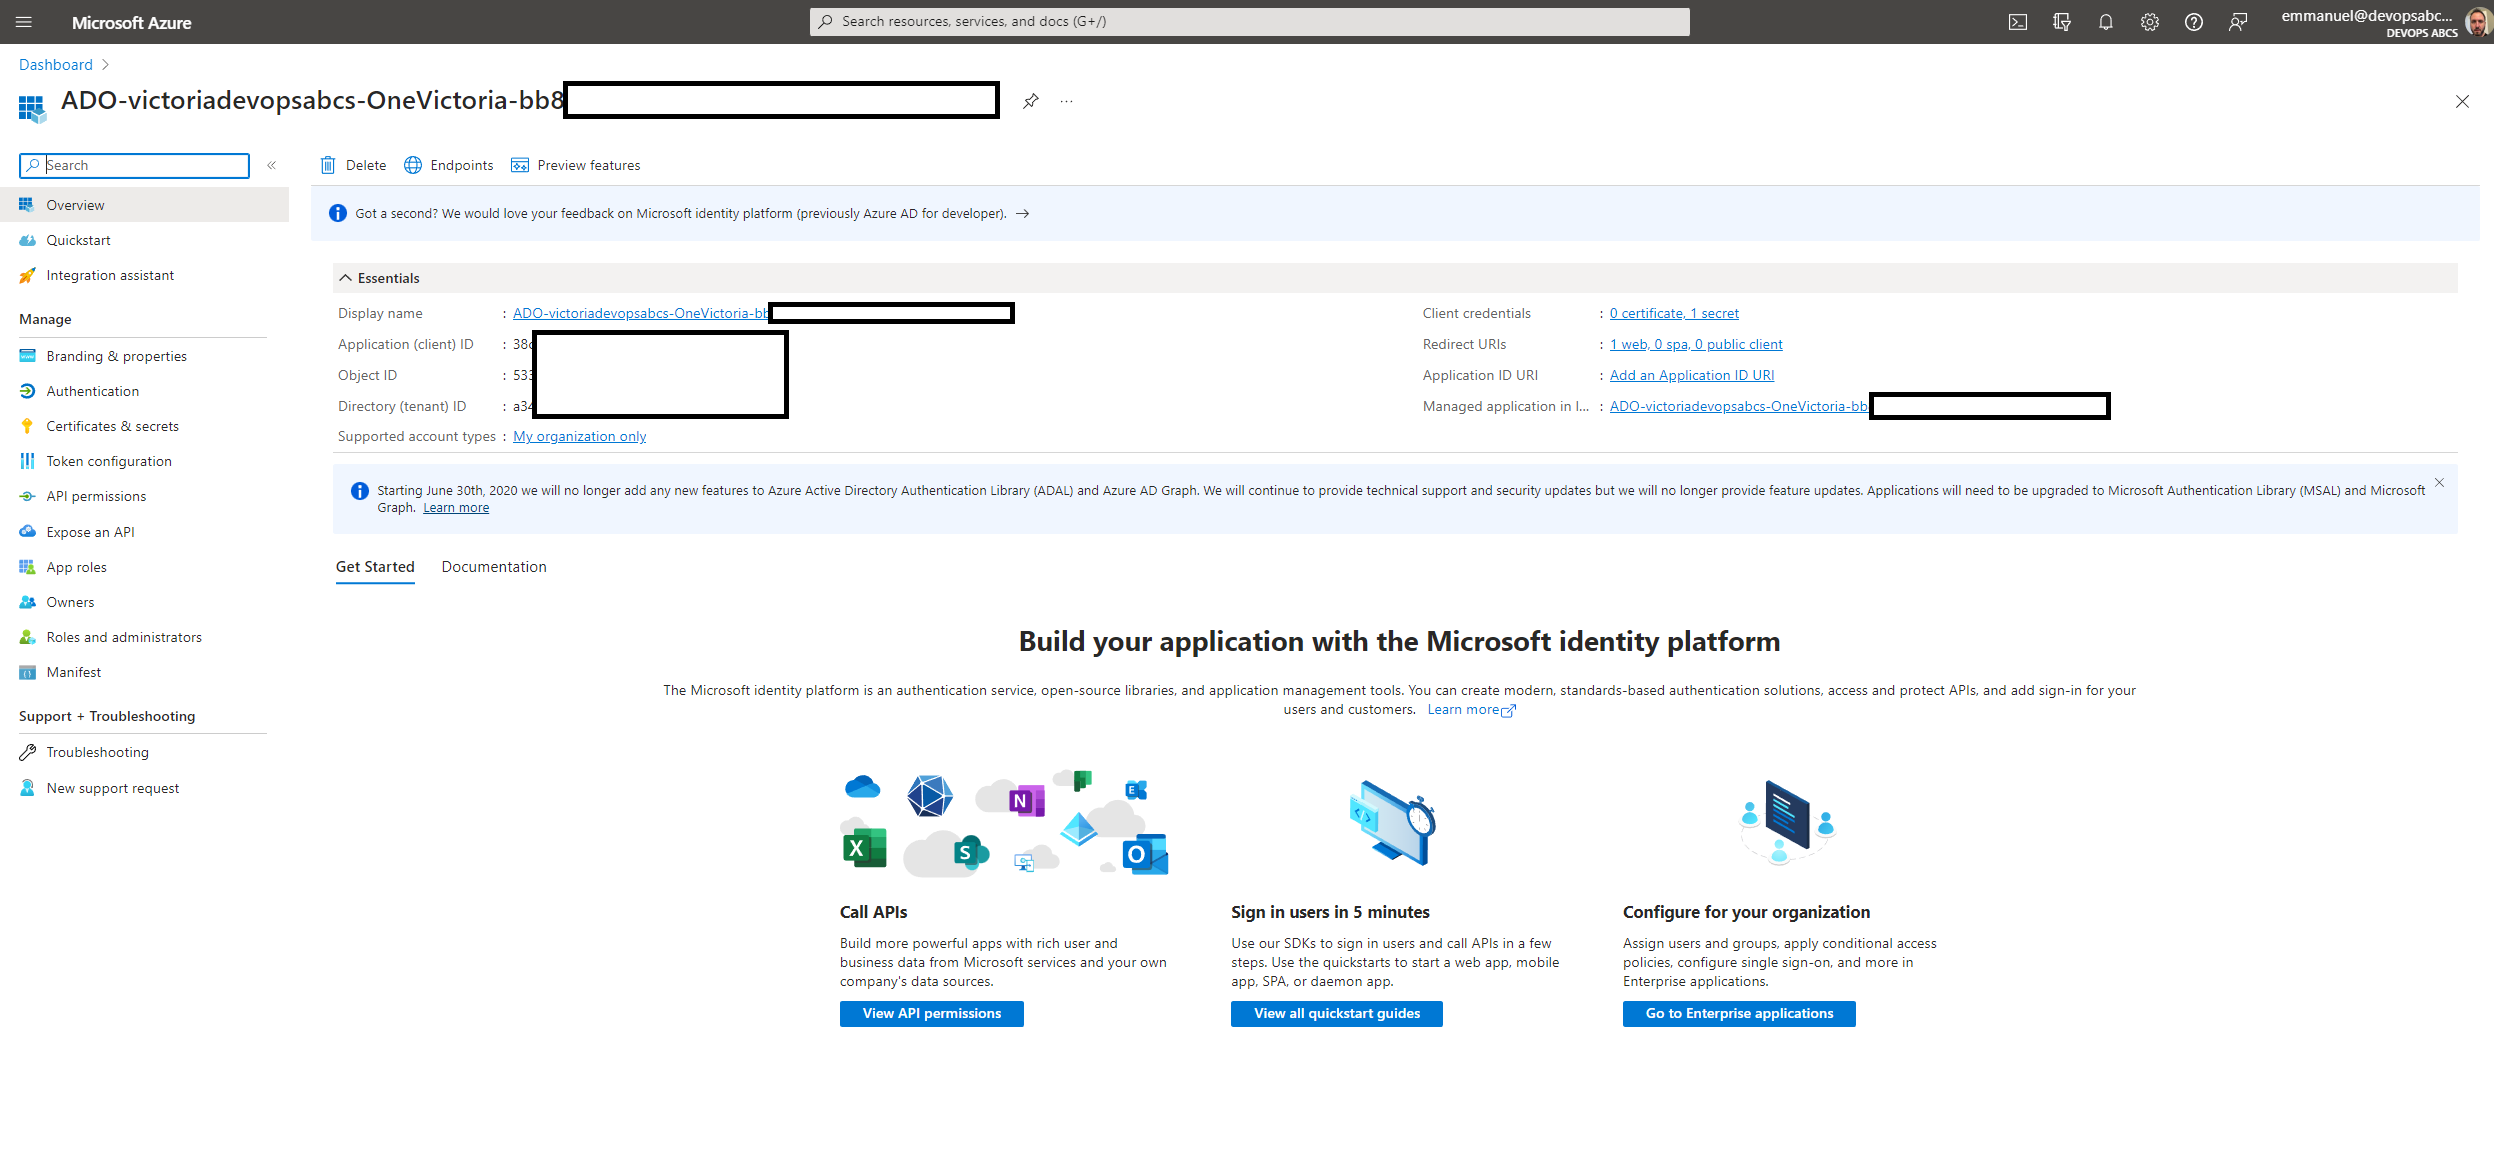 Microsoft Azure
Search resources, services, and docs (G+/)
emmanuel@devopsabc...
DEVOPS ABCS
Dashboard
ADO-victoriadevopsabcs-OneVictoria-bb8
...
Search
«
Delete
Endpoints
Preview features
Overview
Quickstart
Integration assistant
Manage
Branding & properties
Authentication
Certificates & secrets
Token configuration
API permissions
Expose an API
App roles
Owners
Roles and administrators
Manifest
Support + Troubleshooting
Troubleshooting
New support request
Got a second? We would love your feedback on Microsoft identity platform (previously Azure AD for developer). →
Essentials
Display name : ADO-victoriadevopsabcs-OneVictoria-bb
Application (client) ID : 38
Object ID : 533
Directory (tenant) ID : a34
Supported account types : My organization only
Client credentials : 0 certificate, 1 secret
Redirect URIs : 1 web, 0 spa, 0 public client
Application ID URI : Add an Application ID URI
Managed application in l... : ADO-victoriadevopsabcs-OneVictoria-bb
Starting June 30th, 2020 we will no longer add any new features to Azure Active Directory Authentication Library (ADAL) and Azure AD Graph. We will continue to provide technical support and security updates but we will no longer provide feature updates. Applications will need to be upgraded to Microsoft Authentication Library (MSAL) and Microsoft
Graph. Learn more
Get Started
Documentation
Build your application with the Microsoft identity platform
The Microsoft identity platform is an authentication service, open-source libraries, and application management tools. You can create modern, standards-based authentication solutions, access and protect APIs, and add sign-in for your
users and customers. Learn more
N
E
X
S
O
Call APIs
Build more powerful apps with rich user and
business data from Microsoft services and your own
company's data sources.
View API permissions
Sign in users in 5 minutes
Use our SDKs to sign in users and call APIs in a few
steps. Use the quickstarts to start a web app, mobile
app, SPA, or daemon app.
View all quickstart guides
Configure for your organization
Assign users and groups, apply conditional access
policies, configure single sign-on, and more in
Enterprise applications.
Go to Enterprise applications